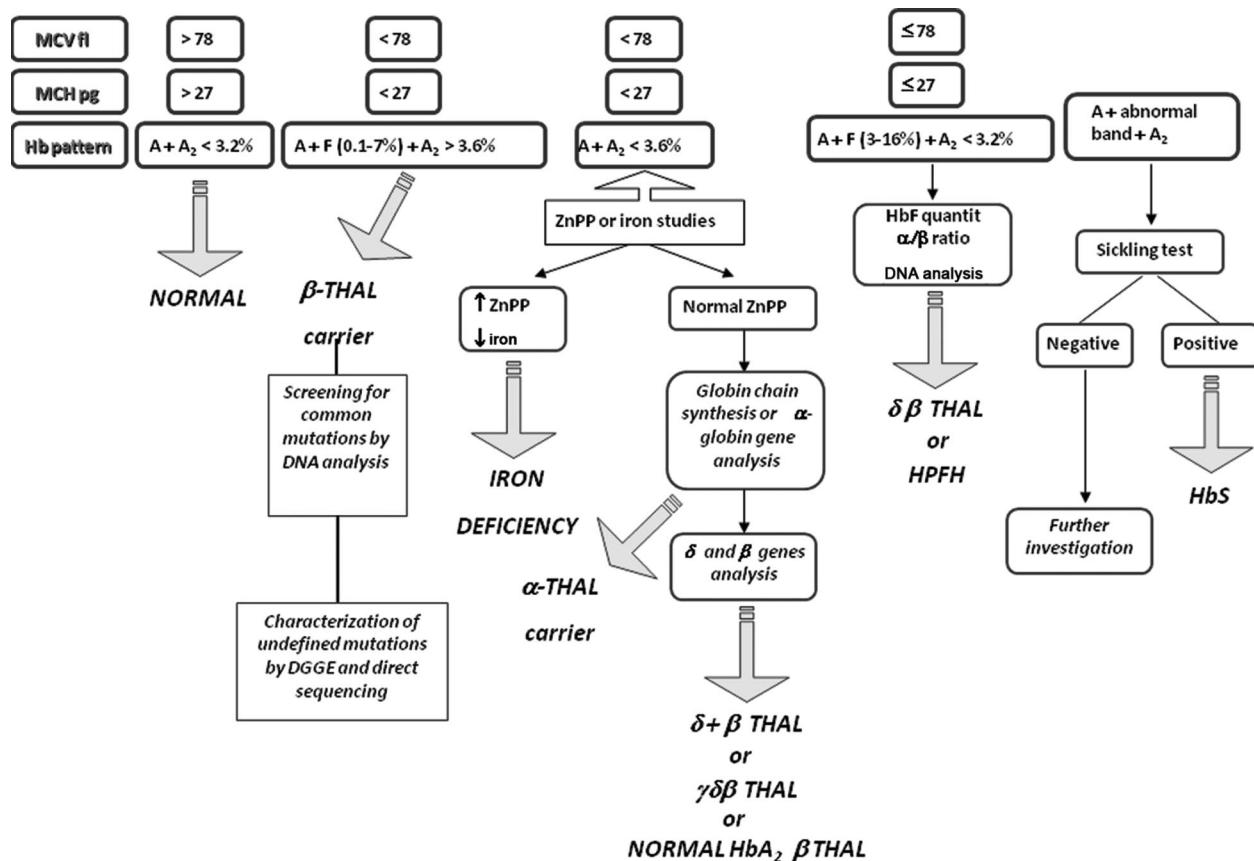 MCV fl
> 78
< 78
< 78
≤ 78
MCH pg
> 27
< 27
< 27
≤ 27
Hb pattern
A + A₂ < 3.2%
A + F (0.1-7%) + A₂ > 3.6%
A + A₂ < 3.6%
A + F (3-16%) + A₂ < 3.2%
A + abnormal
band + A₂
NORMAL
β-THAL
carrier
Screening for
common
mutations by
DNA analysis
Characterization of
undefined mutations
by DGGE and direct
sequencing
ZnPP or iron studies
↑ ZnPP
↓ iron
IRON
DEFICIENCY
Normal ZnPP
Globin chain
synthesis or α-
globin gene
analysis
α-THAL
carrier
δ and β genes
analysis
δ+ β THAL
or
γδβ THAL
or
NORMAL HbA₂ β THAL
HbF quantit
α/β ratio
DNA analysis
δ β THAL
or
HPFH
Sickling test
Negative
Positive
Further
investigation
HbS